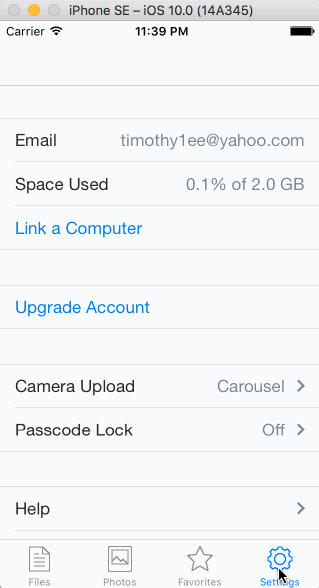 iPhone SE – iOS 10.0 (14A345)
Carrier 11:39 PM
Email timothy1ee@yahoo.com
Space Used 0.1% of 2.0 GB
Link a Computer
Upgrade Account
Camera Upload Carousel
Passcode Lock Off
Help
Files Photos Favorites Settings